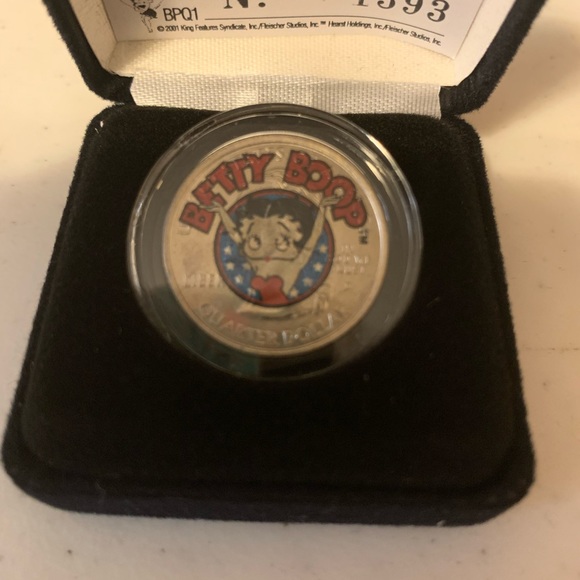 BPQ1
N.
1393
© 2001 King Features Syndicate, Inc./Fleischer Studios, Inc.™ Hearst Holdings, Inc./Fleischer Studios, Inc.
BETTY BOOP
QUARTER DOLLAR